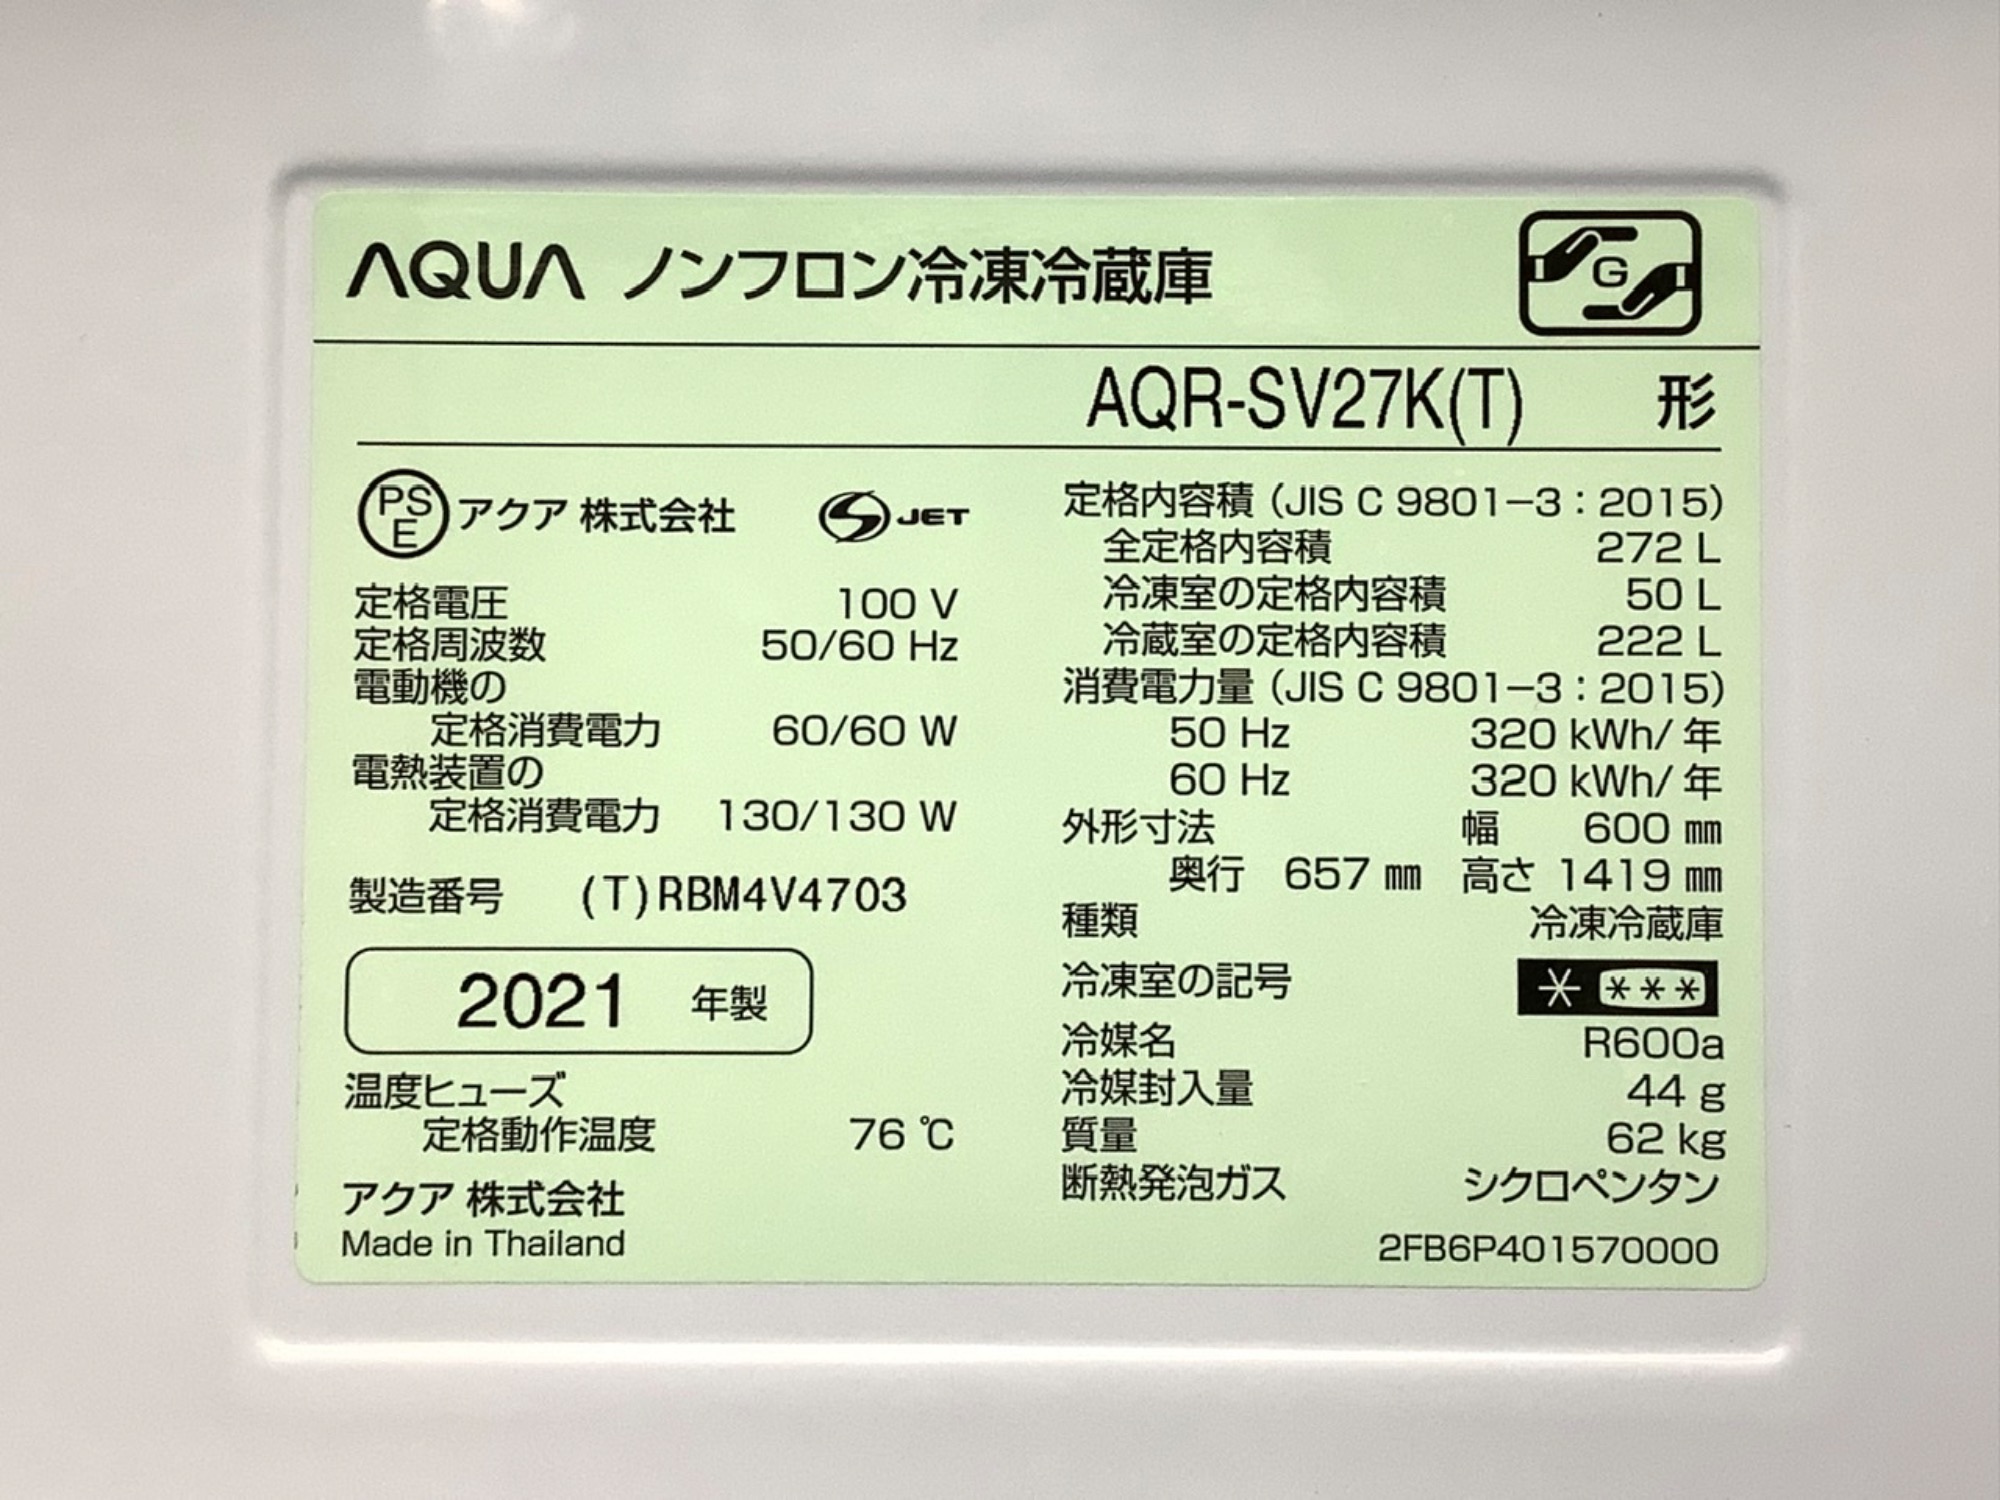 AQUA ノンフロン冷凍冷蔵庫
G
AQR-SV27K(T) 形
PSE アクア 株式会社 S JET
定格電圧 100 V
定格周波数 50/60 Hz
電動機の
定格消費電力 60/60 W
電熱装置の
定格消費電力 130/130 W
製造番号 (T)RBM4V4703
2021 年製
温度ヒューズ
定格動作温度 76 ℃
アクア 株式会社
Made in Thailand
定格内容積 (JIS C 9801-3:2015)
全定格内容積 272 L
冷凍室の定格内容積 50 L
冷蔵室の定格内容積 222 L
消費電力量 (JIS C 9801-3:2015)
50 Hz 320 kWh/年
60 Hz 320 kWh/年
外形寸法 幅 600 ㎜
奥行 657 ㎜ 高さ 1419 ㎜
種類 冷凍冷蔵庫
冷凍室の記号 * ***
冷媒名 R600a
冷媒封入量 44 g
質量 62 kg
断熱発泡ガス シクロペンタン
2FB6P401570000